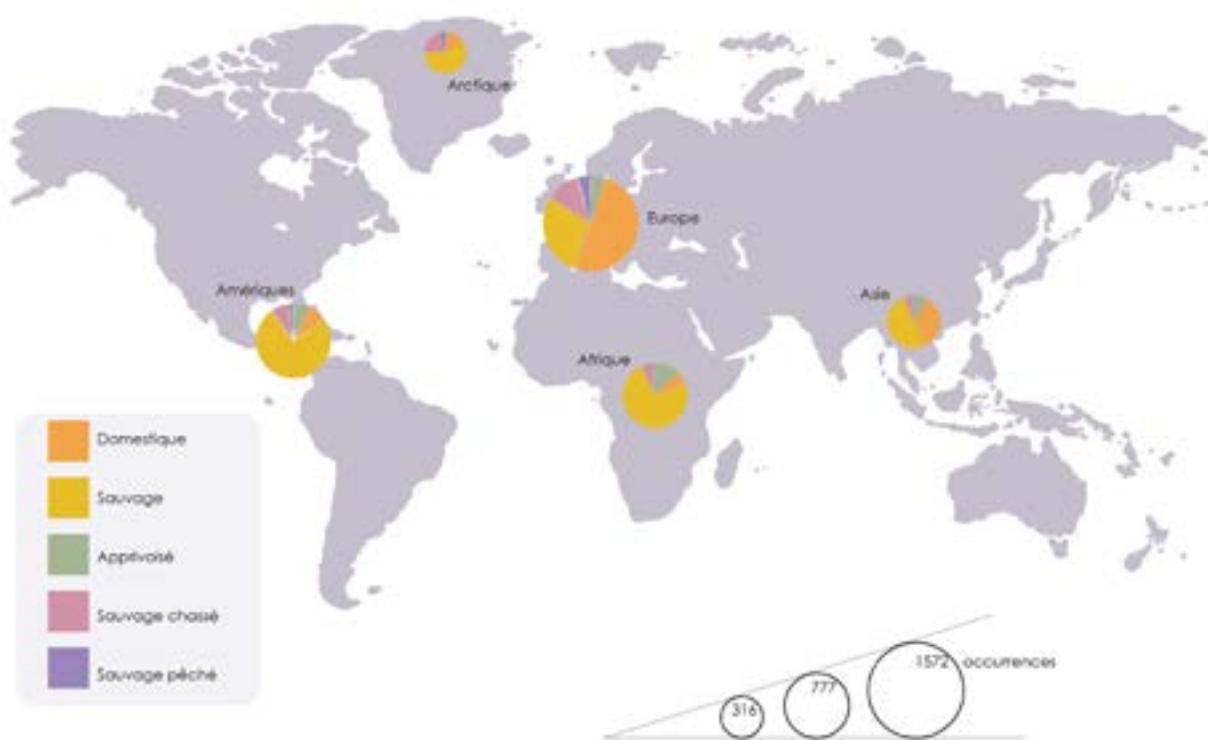 Arctique
Europe
Amériques
Asie
Afrique
Domestique
Sauvage
Apprivoisé
Sauvage chassé
Sauvage pêché
316
777
1572 occurrences